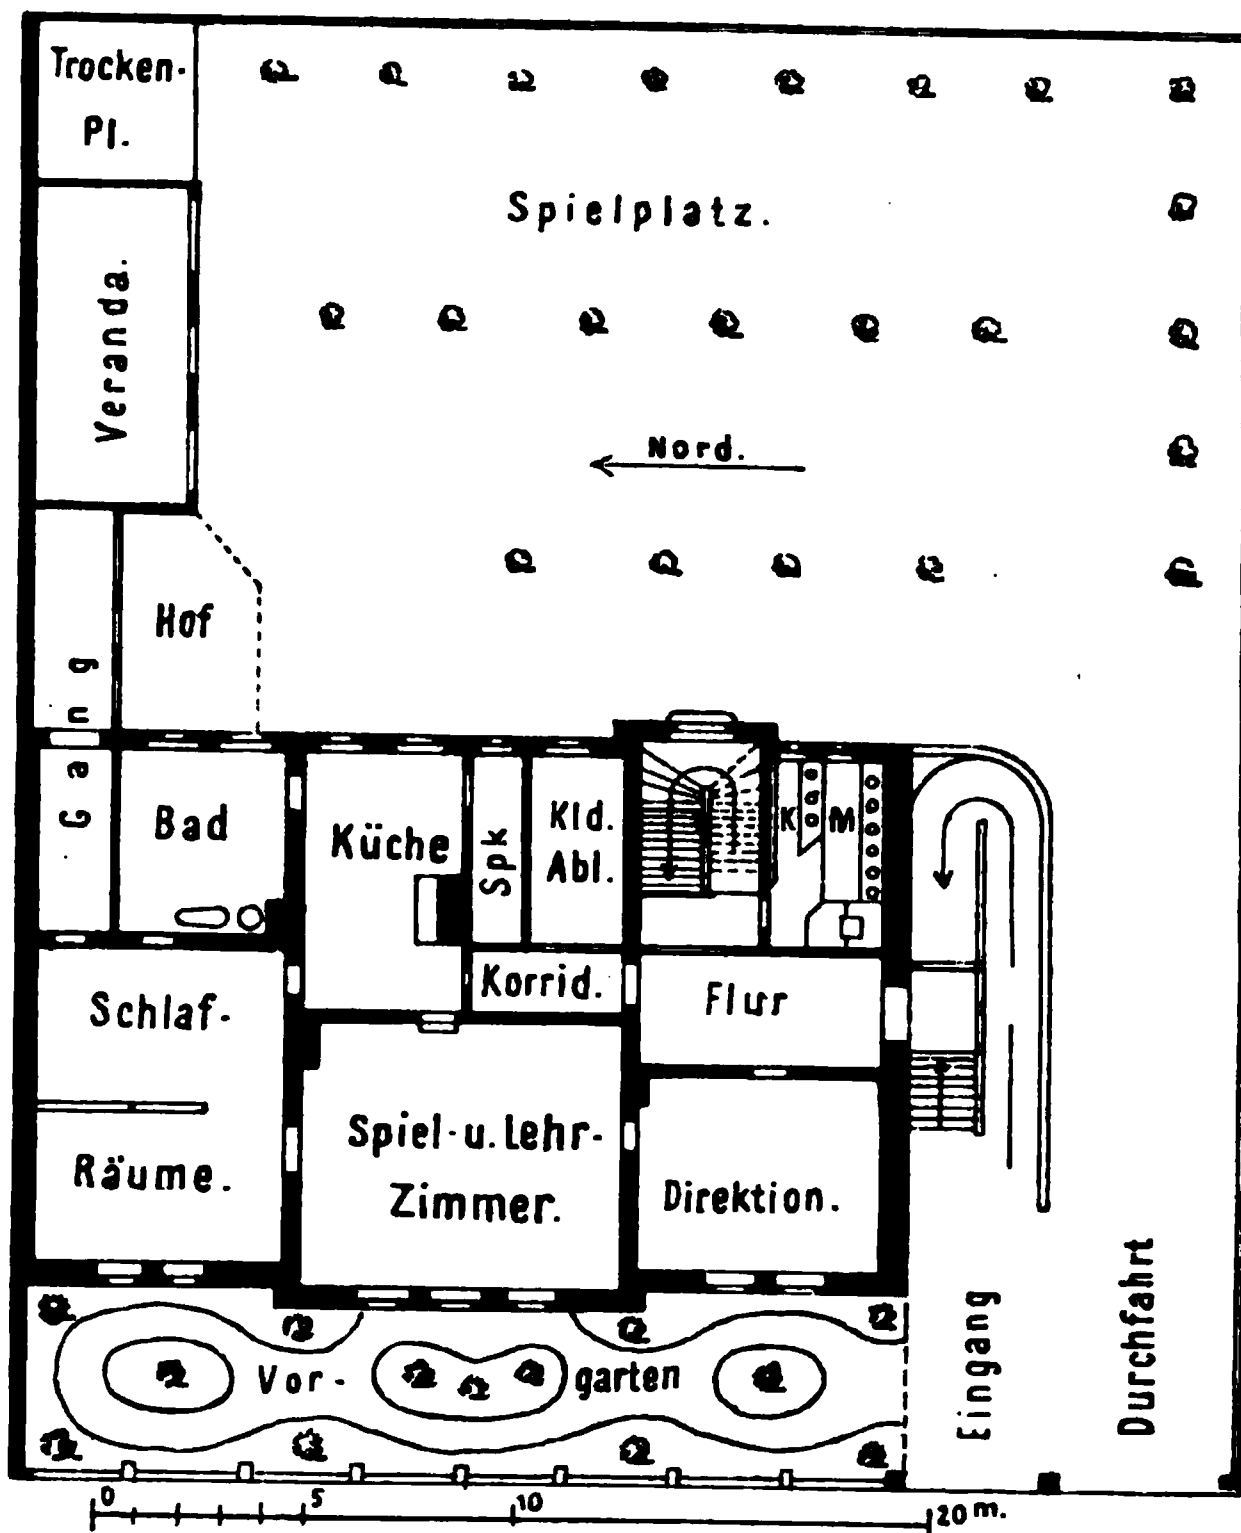 Trocken-
Pl.
Spielplatz.
Veranda.
Nord.
Hof
Gang
Bad
Küche
Spk
Kld.
Abl.
K
M
Schlaf-
Räume.
Korrid.
Flur
Spiel- u. Lehr-
Zimmer.
Direktion.
Vor-
garten
Eingang
Durchfahrt
0 5 10 20 m.